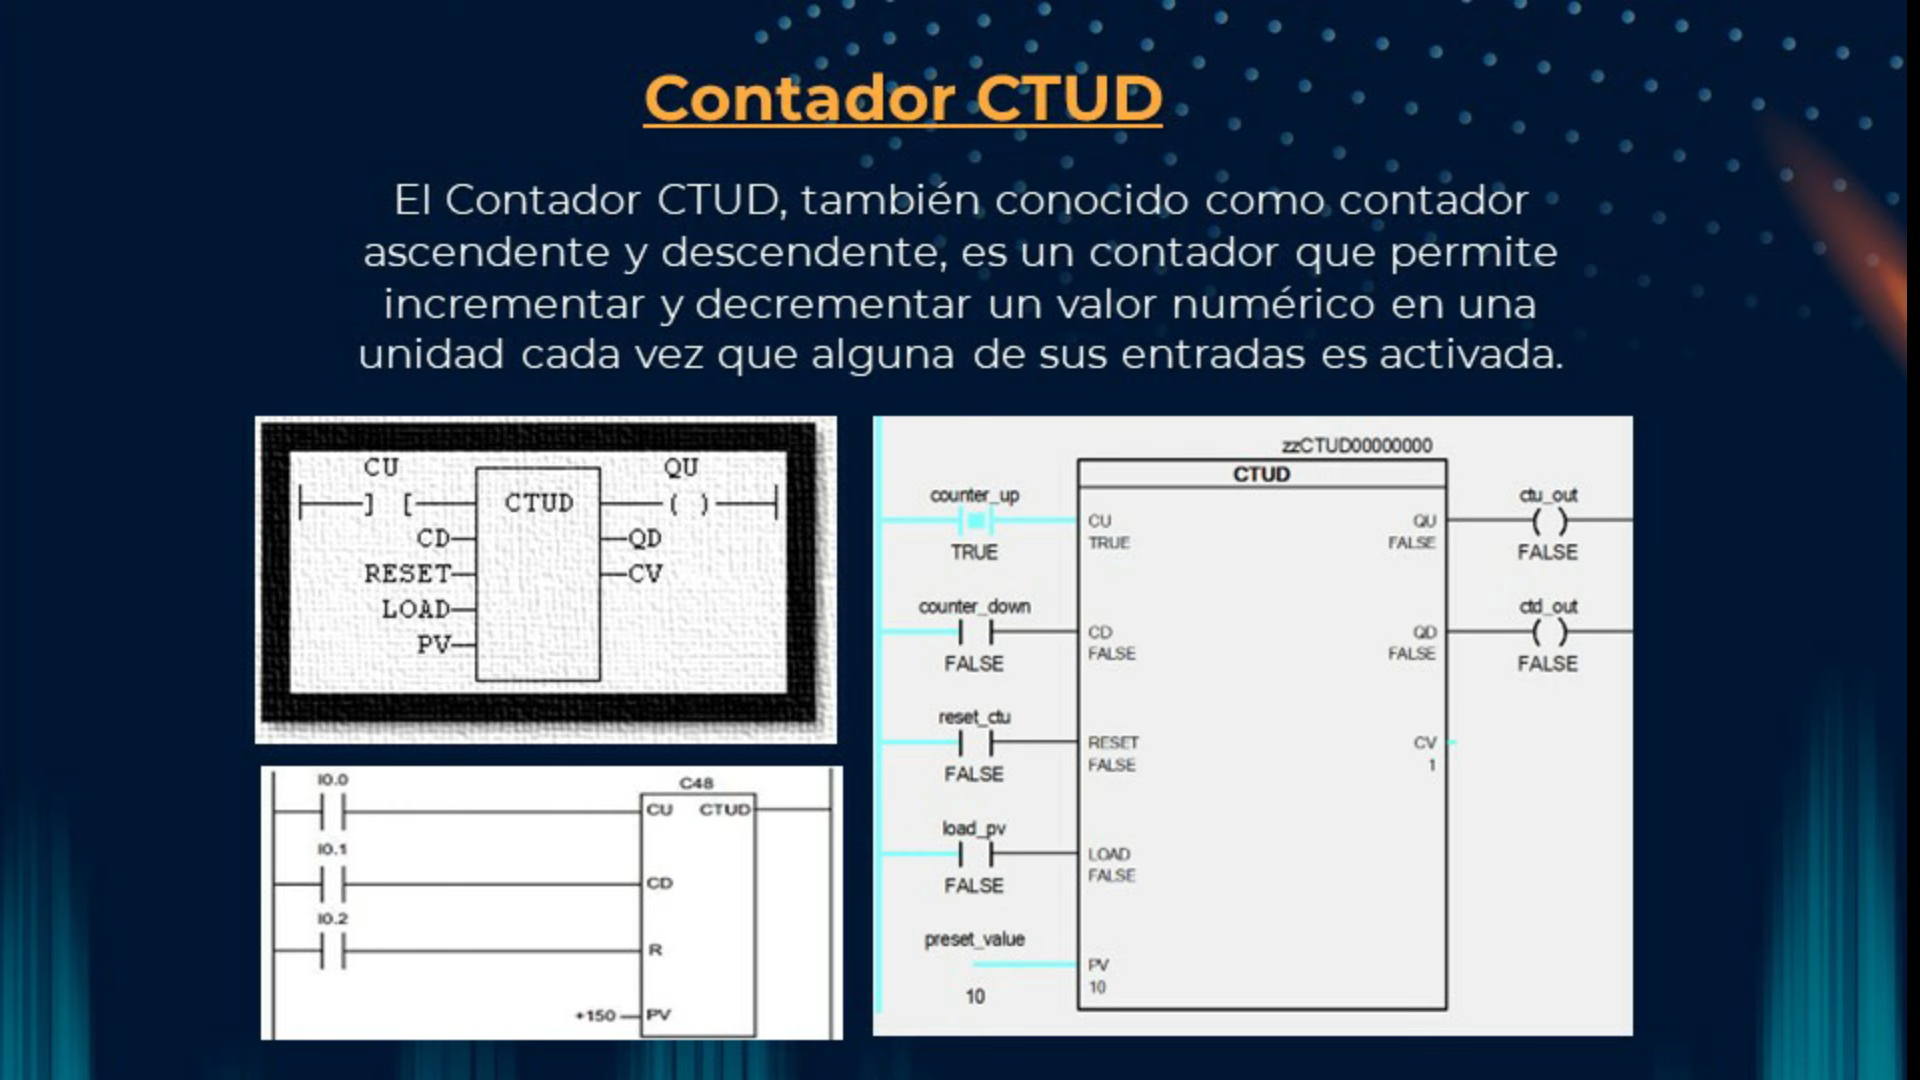 Contador CTUD
El Contador CTUD, también conocido como contador
ascendente y descendente, es un contador que permite
incrementar y decrementar un valor numérico en una
unidad cada vez que alguna de sus entradas es activada.
CU QU
CTUD
CD QD
RESET CV
LOAD
PV
I0.0 C48
CU CTUD
I0.1
CD
I0.2
R
+150 PV
zzCTUD00000000
CTUD
counter_up ctu_out
CU QU
TRUE TRUE FALSE FALSE
counter_down ctd_out
CD QD
FALSE FALSE FALSE FALSE
reset_ctu
RESET CV
FALSE FALSE 1
load_pv
LOAD
FALSE FALSE
preset_value
PV
10 10